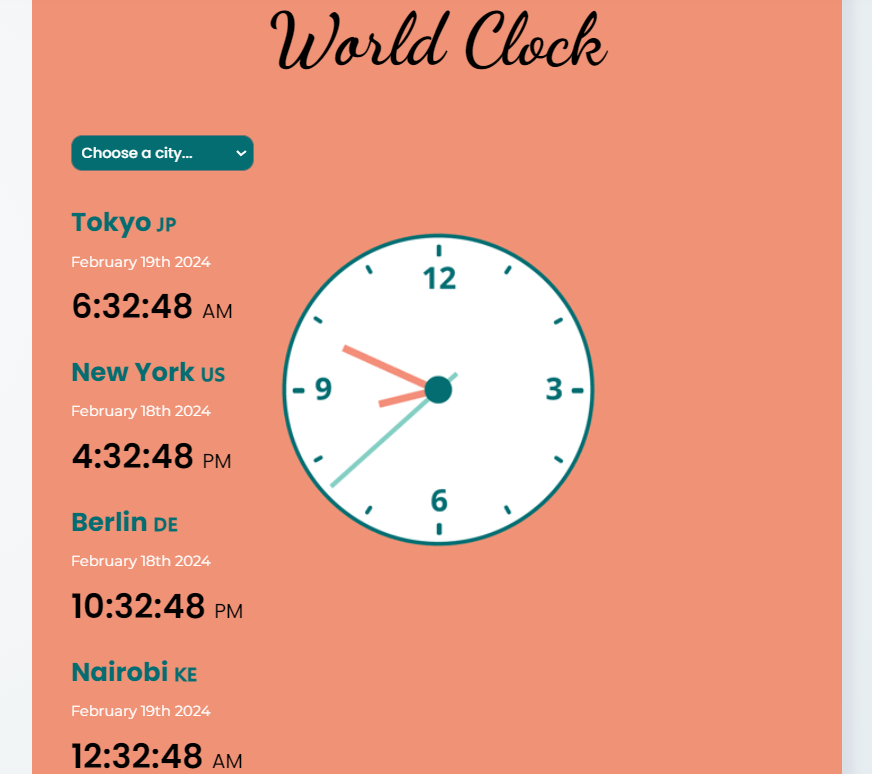 World Clock
Choose a city...
Tokyo JP
February 19th 2024
6:32:48 AM
New York US
February 18th 2024
4:32:48 PM
Berlin DE
February 18th 2024
10:32:48 PM
Nairobi KE
February 19th 2024
12:32:48 AM
12
9
3
6